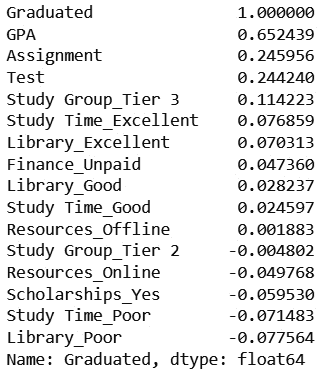 Graduated 1.000000
GPA 0.652439
Assignment 0.245956
Test 0.244240
Study Group_Tier 3 0.114223
Study Time_Excellent 0.076859
Library_Excellent 0.070313
Finance_Unpaid 0.047360
Library_Good 0.028237
Study Time_Good 0.024597
Resources_Offline 0.001883
Study Group_Tier 2 -0.004802
Resources_Online -0.049768
Scholarships_Yes -0.059530
Study Time_Poor -0.071483
Library_Poor -0.077564
Name: Graduated, dtype: float64